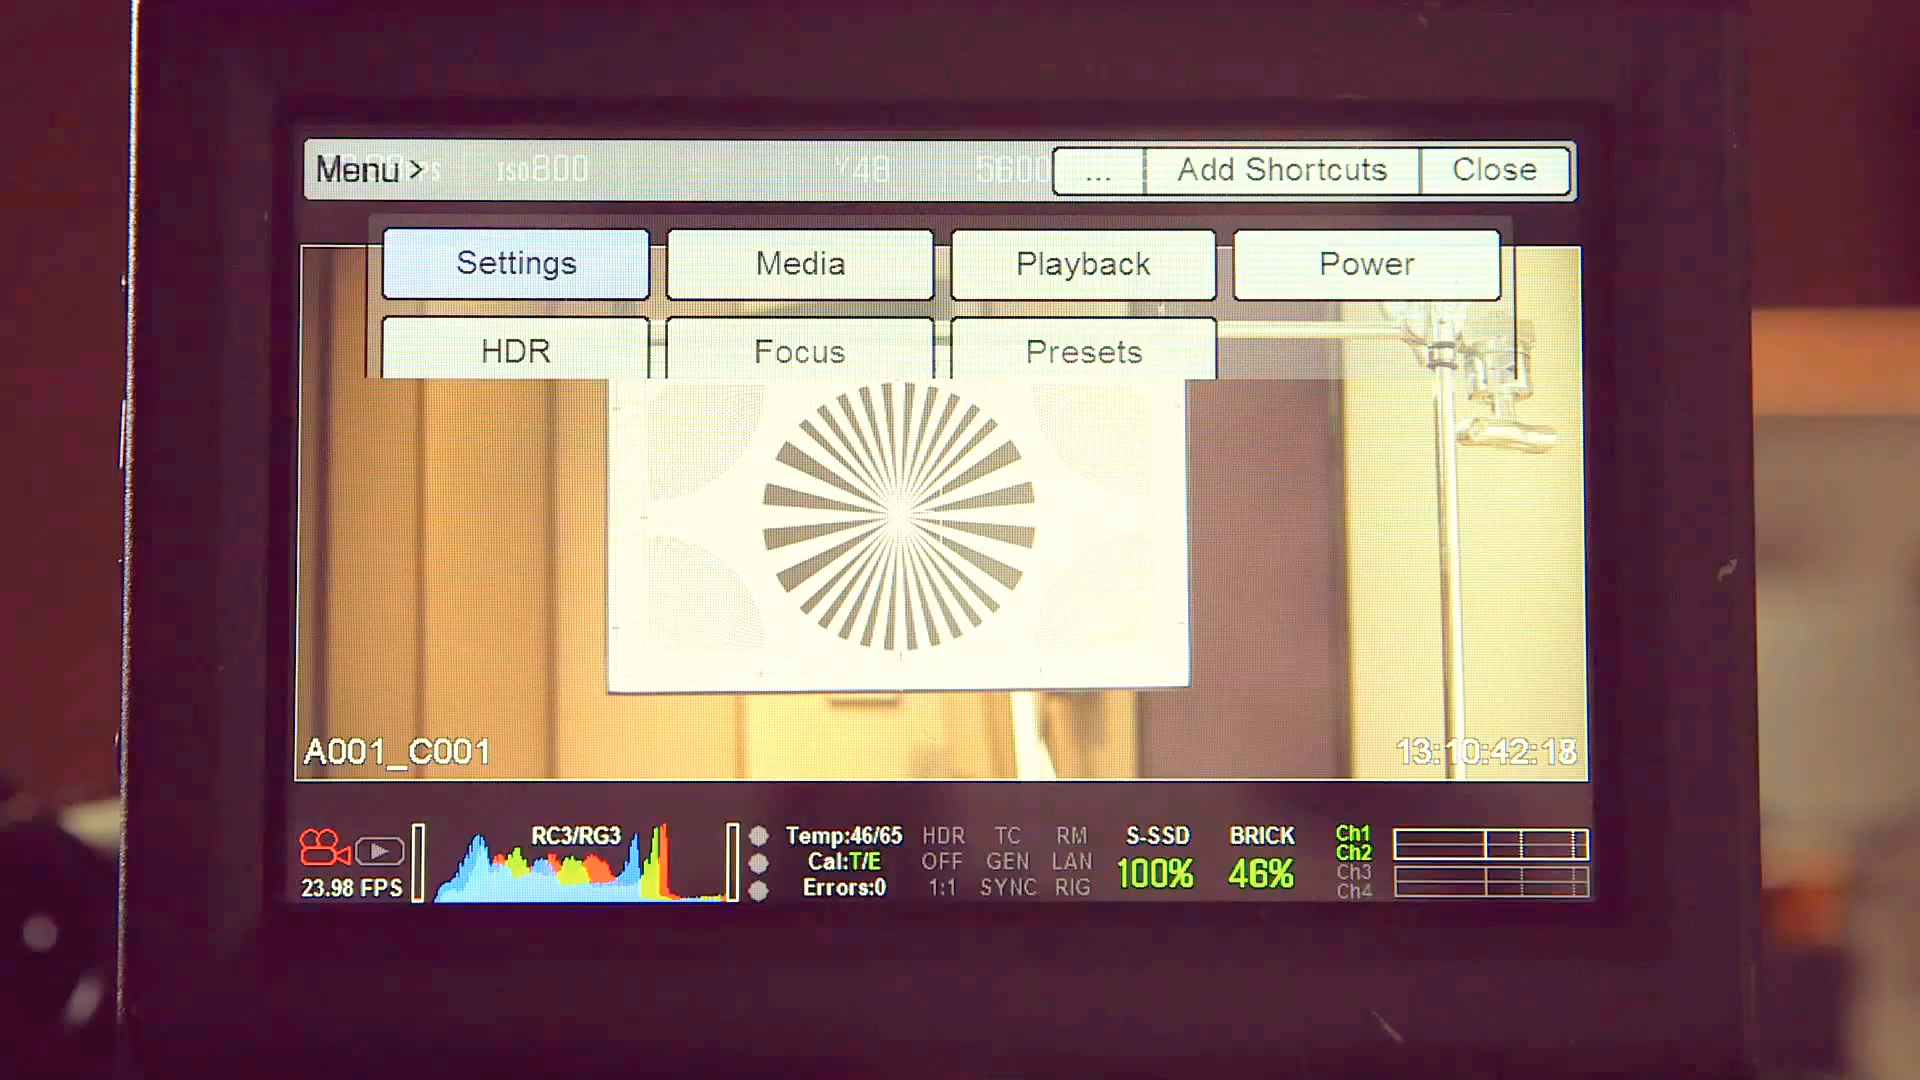 Menu >
ISO800
48
5600
...
Add Shortcuts
Close
Settings
Media
Playback
Power
HDR
Focus
Presets
A001_C001
13:10:42:18
RC3/RG3
23.98 FPS
Temp:46/65
Cal:T/E
Errors:0
HDR
OFF
1:1
TC
GEN
SYNC
RM
LAN
RIG
S-SSD
100%
BRICK
46%
Ch1
Ch2
Ch3
Ch4